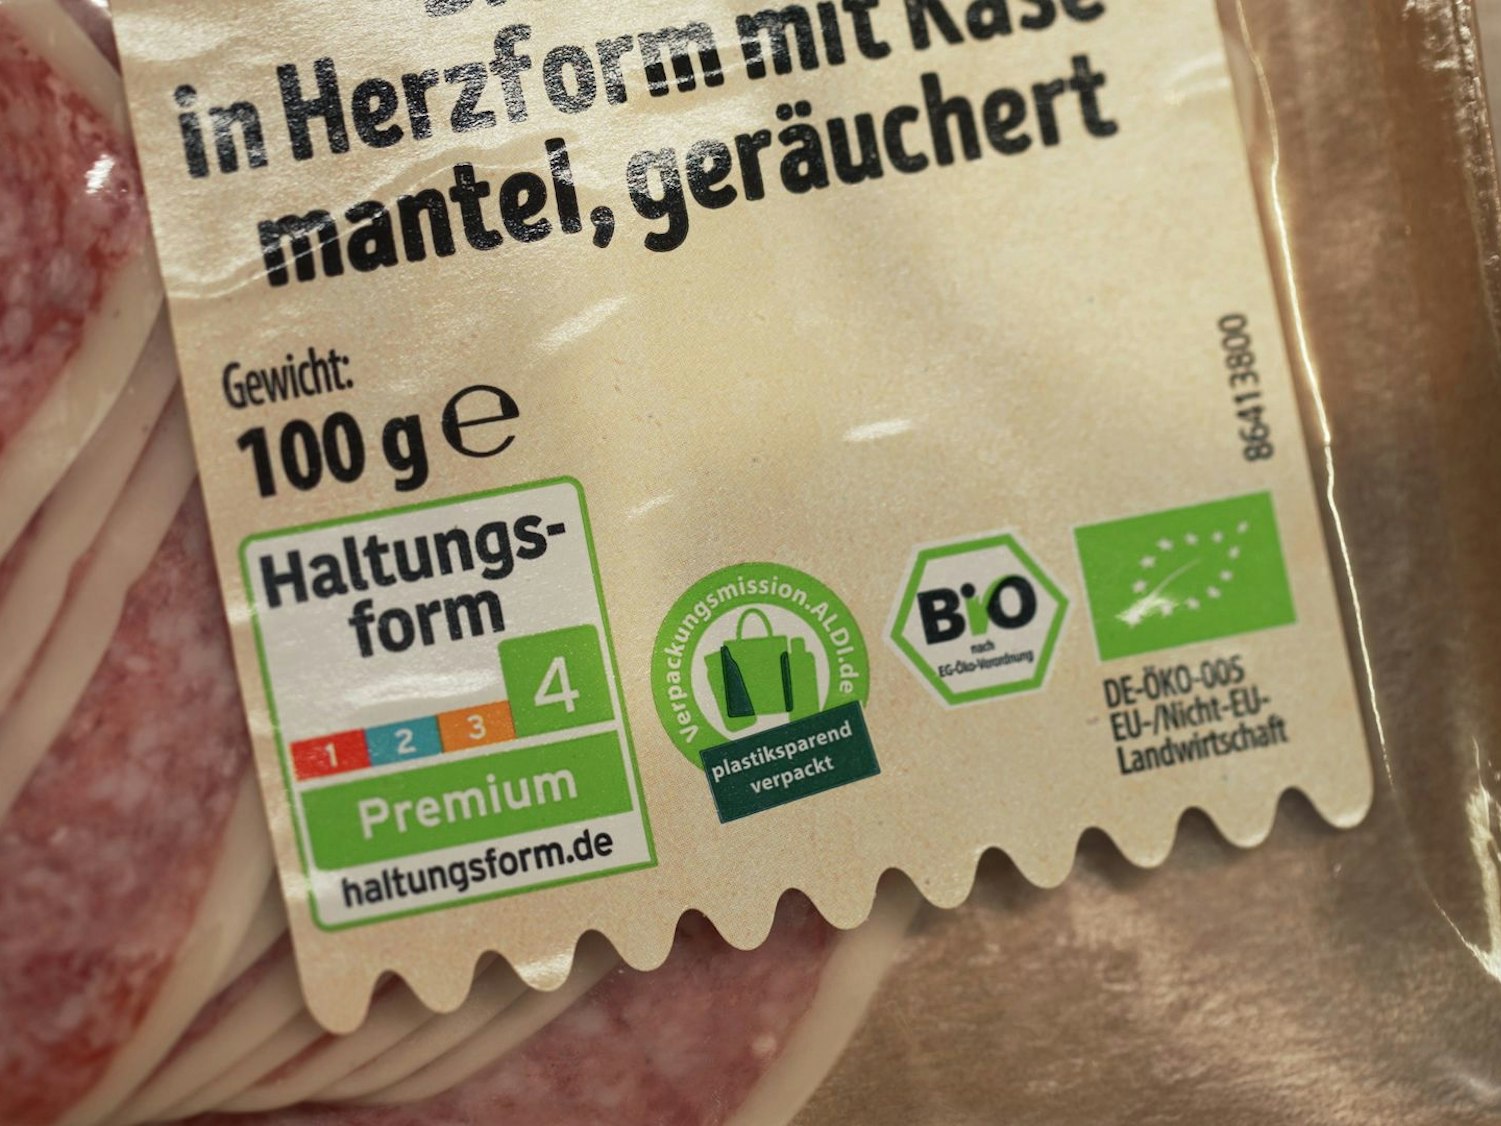 in Herzform mit Käse
mantel, geräuchert
Gewicht:
100 g ℮
86413800
Haltungs-
form
1 2 3 4
Premium
haltungsform.de
verpackungsmission.ALDI.de
plastiksparend
verpackt
BiO
nach
EG-Öko-Verordnung
DE-ÖKO-005
EU-/Nicht-EU-
Landwirtschaft